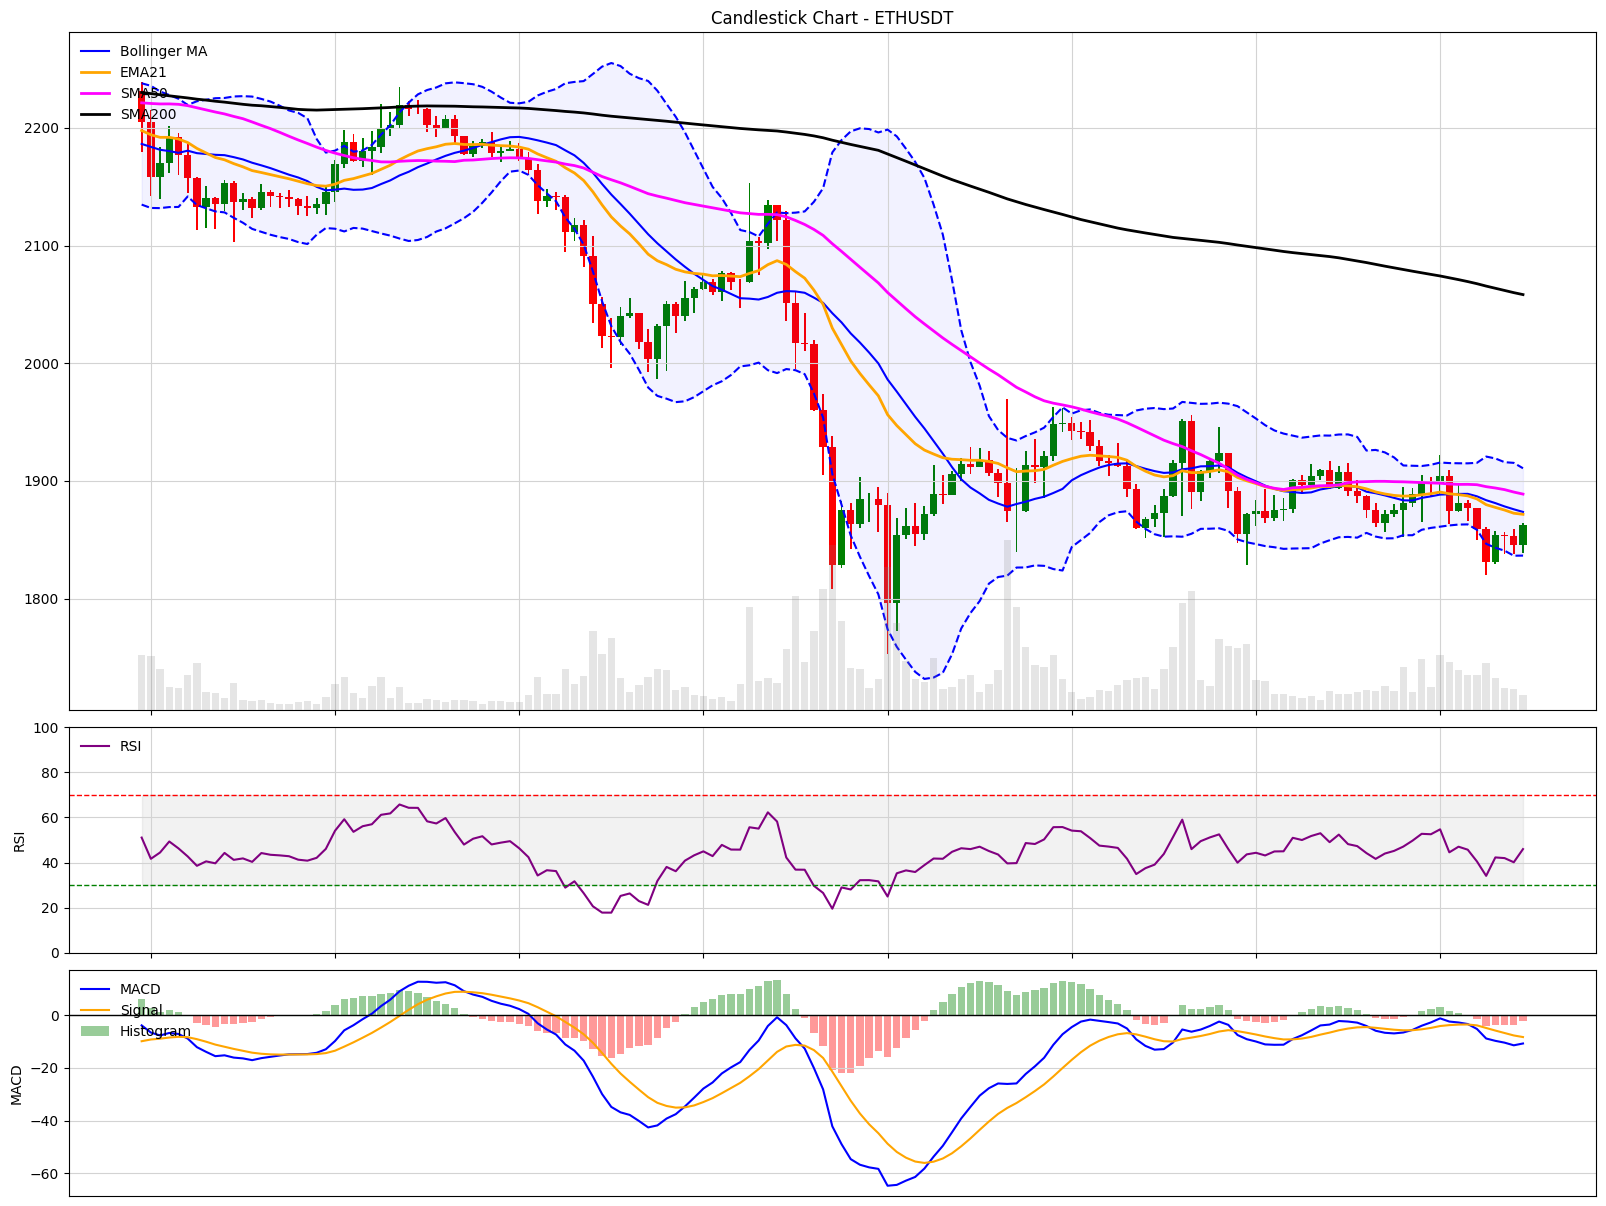 Candlestick Chart - ETHUSDT
Bollinger MA
EMA21
SMA50
SMA200
2200
2100
2000
1900
1800
RSI
100
80
60
40
20
0
RSI
MACD
Signal
Histogram
0
−20
−40
−60
MACD